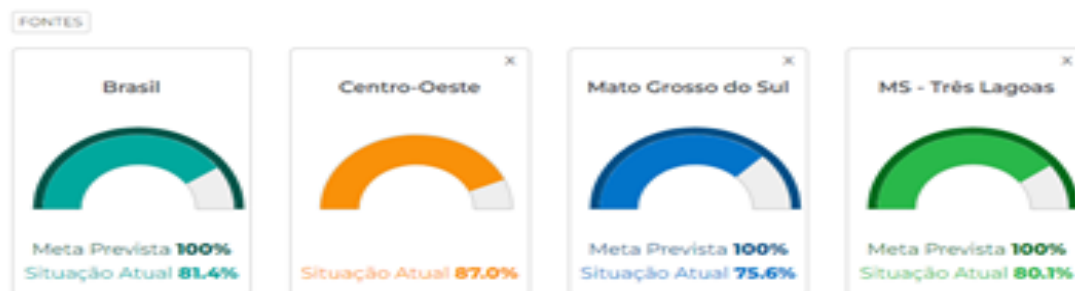 FONTES
Brasil
Meta Prevista 100%
Situação Atual 81.4%
×
Centro-Oeste
Situação Atual 87.0%
×
Mato Grosso do Sul
Meta Prevista 100%
Situação Atual 75.6%
×
MS - Três Lagoas
Meta Prevista 100%
Situação Atual 80.1%